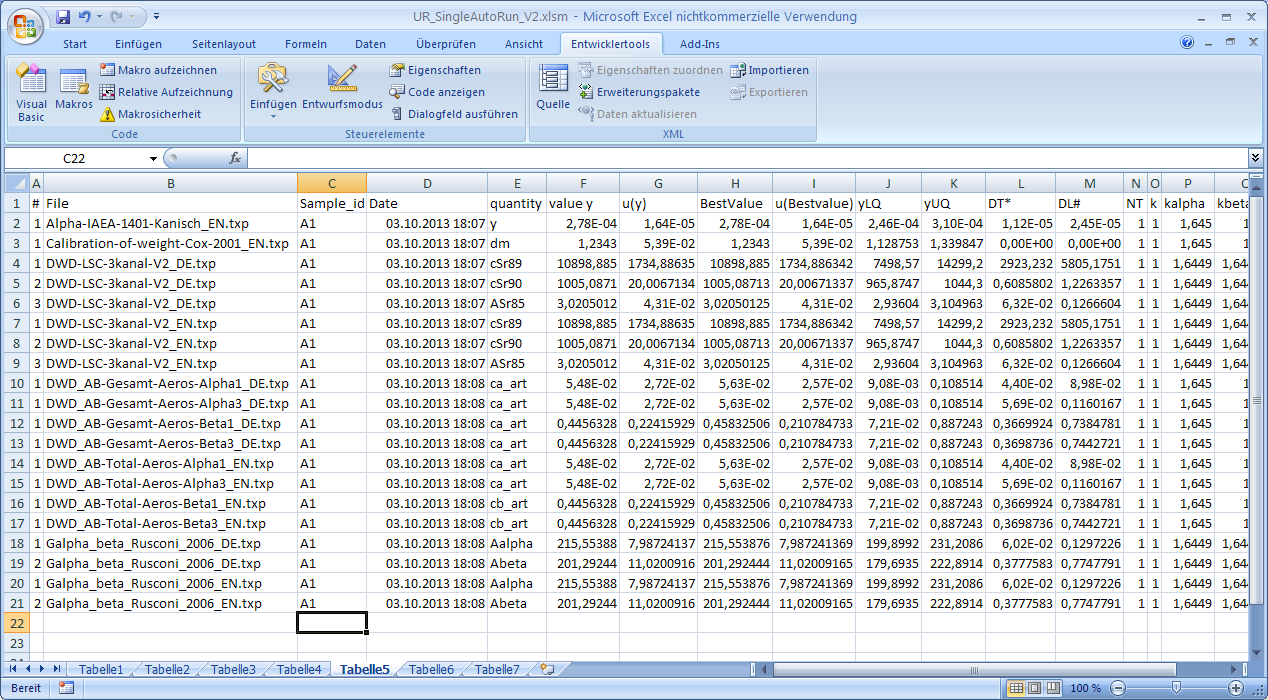 UR_SingleAutoRun_V2.xlsm - Microsoft Excel nichtkommerzielle Verwendung
Start Einfügen Seitenlayout Formeln Daten Überprüfen Ansicht Entwicklertools Add-Ins
Visual Basic Makros Makro aufzeichnen Relative Aufzeichnung Makrosicherheit Code
Einfügen Entwurfsmodus Eigenschaften Code anzeigen Dialogfeld ausführen Steuerelemente
Quelle Eigenschaften zuordnen Erweiterungspakete Daten aktualisieren Importieren Exportieren XML
C22 fx
A B C D E F G H I J K L M N O P
1 # File Sample_id Date quantity value y u(y) BestValue u(Bestvalue) yLQ yUQ DT* DL# NT k kalpha kbeta
2 1 Alpha-IAEA-1401-Kanisch_EN.txp A1 03.10.2013 18:07 y 2,78E-04 1,64E-05 2,78E-04 1,64E-05 2,46E-04 3,10E-04 1,12E-05 2,45E-05 1 1 1,645 1
3 1 Calibration-of-weight-Cox-2001_EN.txp A1 03.10.2013 18:07 dm 1,2343 5,39E-02 1,2343 5,39E-02 1,128753 1,339847 0,00E+00 0,00E+00 1 1 1,645 1
4 1 DWD-LSC-3kanal-V2_DE.txp A1 03.10.2013 18:07 cSr89 10898,885 1734,88635 10898,885 1734,886342 7498,57 14299,2 2923,232 5805,1751 1 1 1,6449 1,644
5 2 DWD-LSC-3kanal-V2_DE.txp A1 03.10.2013 18:07 cSr90 1005,0871 20,0067134 1005,08713 20,00671337 965,8747 1044,3 0,6085802 1,2263357 1 1 1,6449 1,644
6 3 DWD-LSC-3kanal-V2_DE.txp A1 03.10.2013 18:07 ASr85 3,0205012 4,31E-02 3,02050125 4,31E-02 2,93604 3,104963 6,32E-02 0,1266604 1 1 1,6449 1,644
7 1 DWD-LSC-3kanal-V2_EN.txp A1 03.10.2013 18:07 cSr89 10898,885 1734,88635 10898,885 1734,886342 7498,57 14299,2 2923,232 5805,1751 1 1 1,6449 1,644
8 2 DWD-LSC-3kanal-V2_EN.txp A1 03.10.2013 18:07 cSr90 1005,0871 20,0067134 1005,08713 20,00671337 965,8747 1044,3 0,6085802 1,2263357 1 1 1,6449 1,644
9 3 DWD-LSC-3kanal-V2_EN.txp A1 03.10.2013 18:07 ASr85 3,0205012 4,31E-02 3,02050125 4,31E-02 2,93604 3,104963 6,32E-02 0,1266604 1 1 1,6449 1,644
10 1 DWD_AB-Gesamt-Aeros-Alpha1_DE.txp A1 03.10.2013 18:08 ca_art 5,48E-02 2,72E-02 5,63E-02 2,57E-02 9,08E-03 0,108514 4,40E-02 8,98E-02 1 1 1,645 1
11 1 DWD_AB-Gesamt-Aeros-Alpha3_DE.txp A1 03.10.2013 18:08 ca_art 5,48E-02 2,72E-02 5,63E-02 2,57E-02 9,08E-03 0,108514 5,69E-02 0,1160167 1 1 1,645 1
12 1 DWD_AB-Gesamt-Aeros-Beta1_DE.txp A1 03.10.2013 18:08 ca_art 0,4456328 0,22415929 0,45832506 0,210784733 7,21E-02 0,887243 0,3669924 0,7384781 1 1 1,645 1
13 1 DWD_AB-Gesamt-Aeros-Beta3_DE.txp A1 03.10.2013 18:08 ca_art 0,4456328 0,22415929 0,45832506 0,210784733 7,21E-02 0,887243 0,3698736 0,7442721 1 1 1,645 1
14 1 DWD_AB-Total-Aeros-Alpha1_EN.txp A1 03.10.2013 18:08 ca_art 5,48E-02 2,72E-02 5,63E-02 2,57E-02 9,08E-03 0,108514 4,40E-02 8,98E-02 1 1 1,645 1
15 1 DWD_AB-Total-Aeros-Alpha3_EN.txp A1 03.10.2013 18:08 ca_art 5,48E-02 2,72E-02 5,63E-02 2,57E-02 9,08E-03 0,108514 5,69E-02 0,1160167 1 1 1,645 1
16 1 DWD_AB-Total-Aeros-Beta1_EN.txp A1 03.10.2013 18:08 cb_art 0,4456328 0,22415929 0,45832506 0,210784733 7,21E-02 0,887243 0,3669924 0,7384781 1 1 1,645 1
17 1 DWD_AB-Total-Aeros-Beta3_EN.txp A1 03.10.2013 18:08 cb_art 0,4456328 0,22415929 0,45832506 0,210784733 7,21E-02 0,887243 0,3698736 0,7442721 1 1 1,645 1
18 1 Galpha_beta_Rusconi_2006_DE.txp A1 03.10.2013 18:08 Aalpha 215,55388 7,98724137 215,553876 7,987241369 199,8992 231,2086 6,02E-02 0,1297226 1 1 1,6449 1,644
19 2 Galpha_beta_Rusconi_2006_DE.txp A1 03.10.2013 18:08 Abeta 201,29244 11,0200916 201,292444 11,02009165 179,6935 222,8914 0,3777583 0,7747791 1 1 1,6449 1,644
20 1 Galpha_beta_Rusconi_2006_EN.txp A1 03.10.2013 18:08 Aalpha 215,55388 7,98724137 215,553876 7,987241369 199,8992 231,2086 6,02E-02 0,1297226 1 1 1,6449 1,644
21 2 Galpha_beta_Rusconi_2006_EN.txp A1 03.10.2013 18:08 Abeta 201,29244 11,0200916 201,292444 11,02009165 179,6935 222,8914 0,3777583 0,7747791 1 1 1,6449 1,644
22
23
Tabelle1 Tabelle2 Tabelle3 Tabelle4 Tabelle5 Tabelle6 Tabelle7
Bereit 100 %